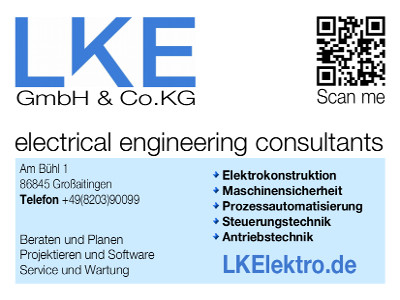 LKE
GmbH & Co.KG
Scan me
electrical engineering consultants
Am Bühl 1
86845 Großaitingen
Telefon +49(8203)90099
Beraten und Planen
Projektieren und Software
Service und Wartung
Elektrokonstruktion
Maschinensicherheit
Prozessautomatisierung
Steuerungstechnik
Antriebstechnik
LKElektro.de